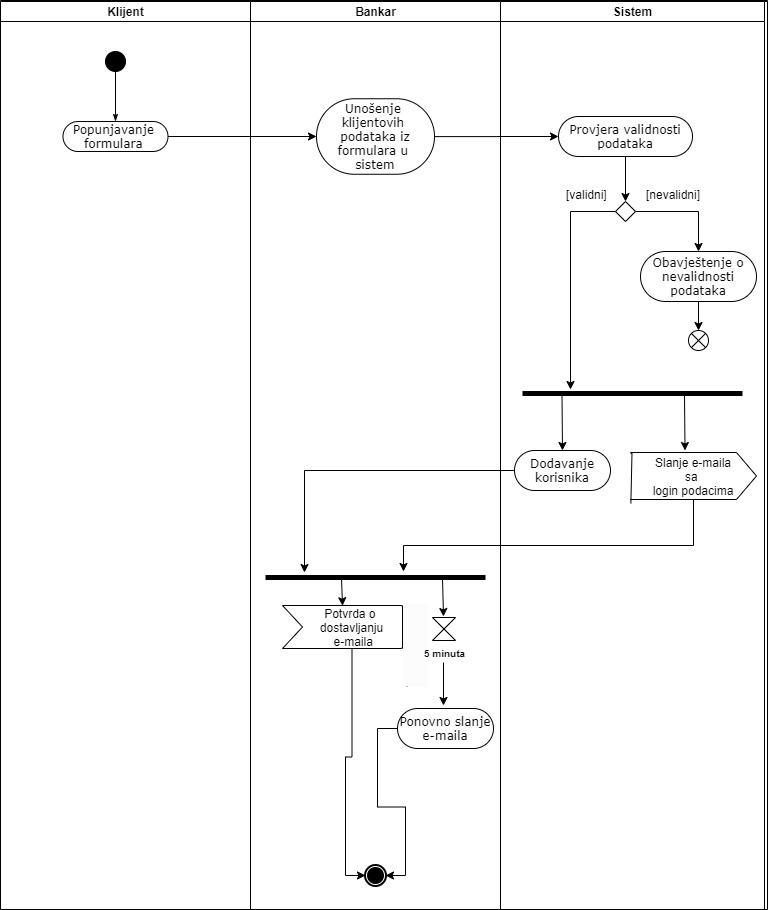 Klijent
Bankar
Sistem
Popunjavanje
formulara
Unošenje
klijentovih
podataka iz
formulara u
sistem
Provjera validnosti
podataka
[validni]
[nevalidni]
Obavještenje o
nevalidnosti
podataka
Dodavanje
korisnika
Slanje e-maila
sa
login podacima
Potvrda o
dostavljanju
e-maila
5 minuta
Ponovno slanje
e-maila